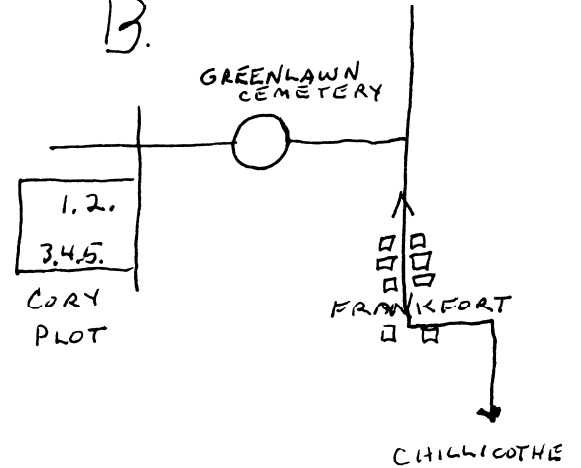 B.
GREENLAWN
CEMETERY
1. 2.
3.4.5.
CORY
PLOT
FRANKFORT
CHILLICOTHE